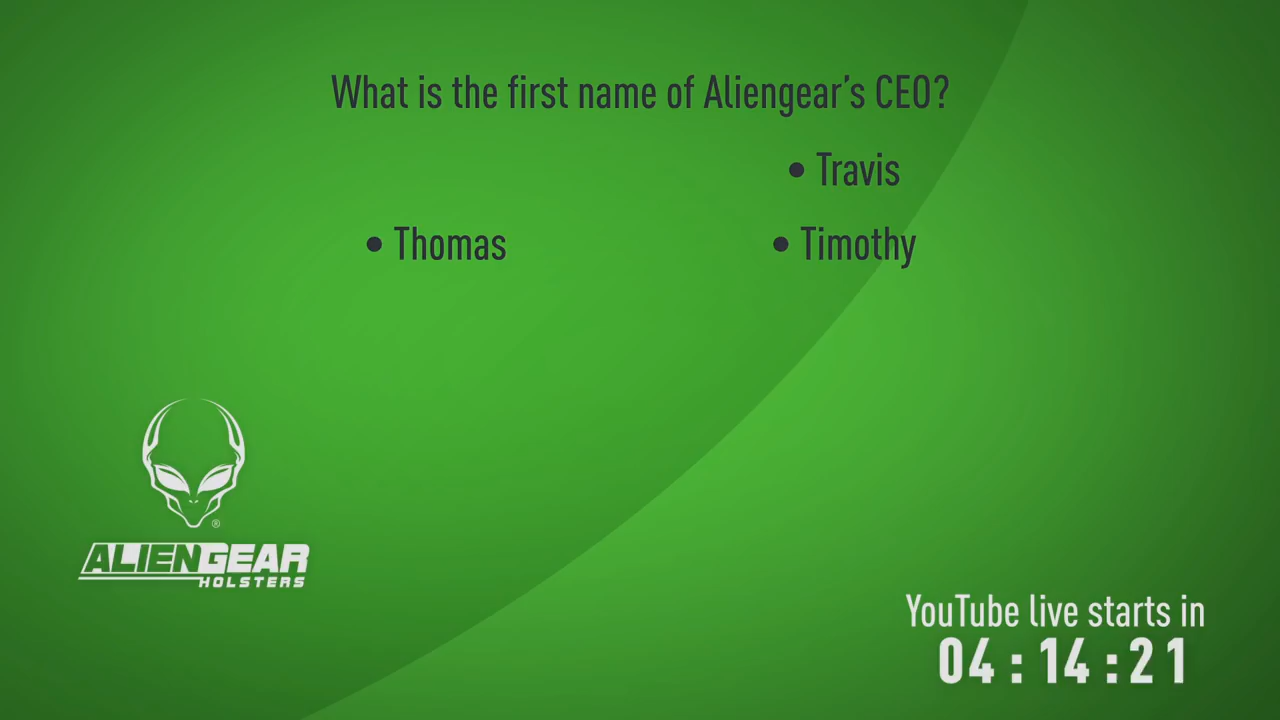 What is the first name of Aliengear’s CEO?
• Travis
• Thomas
• Timothy
®
ALIENGEAR
HOLSTERS
YouTube live starts in
04 : 14 : 21